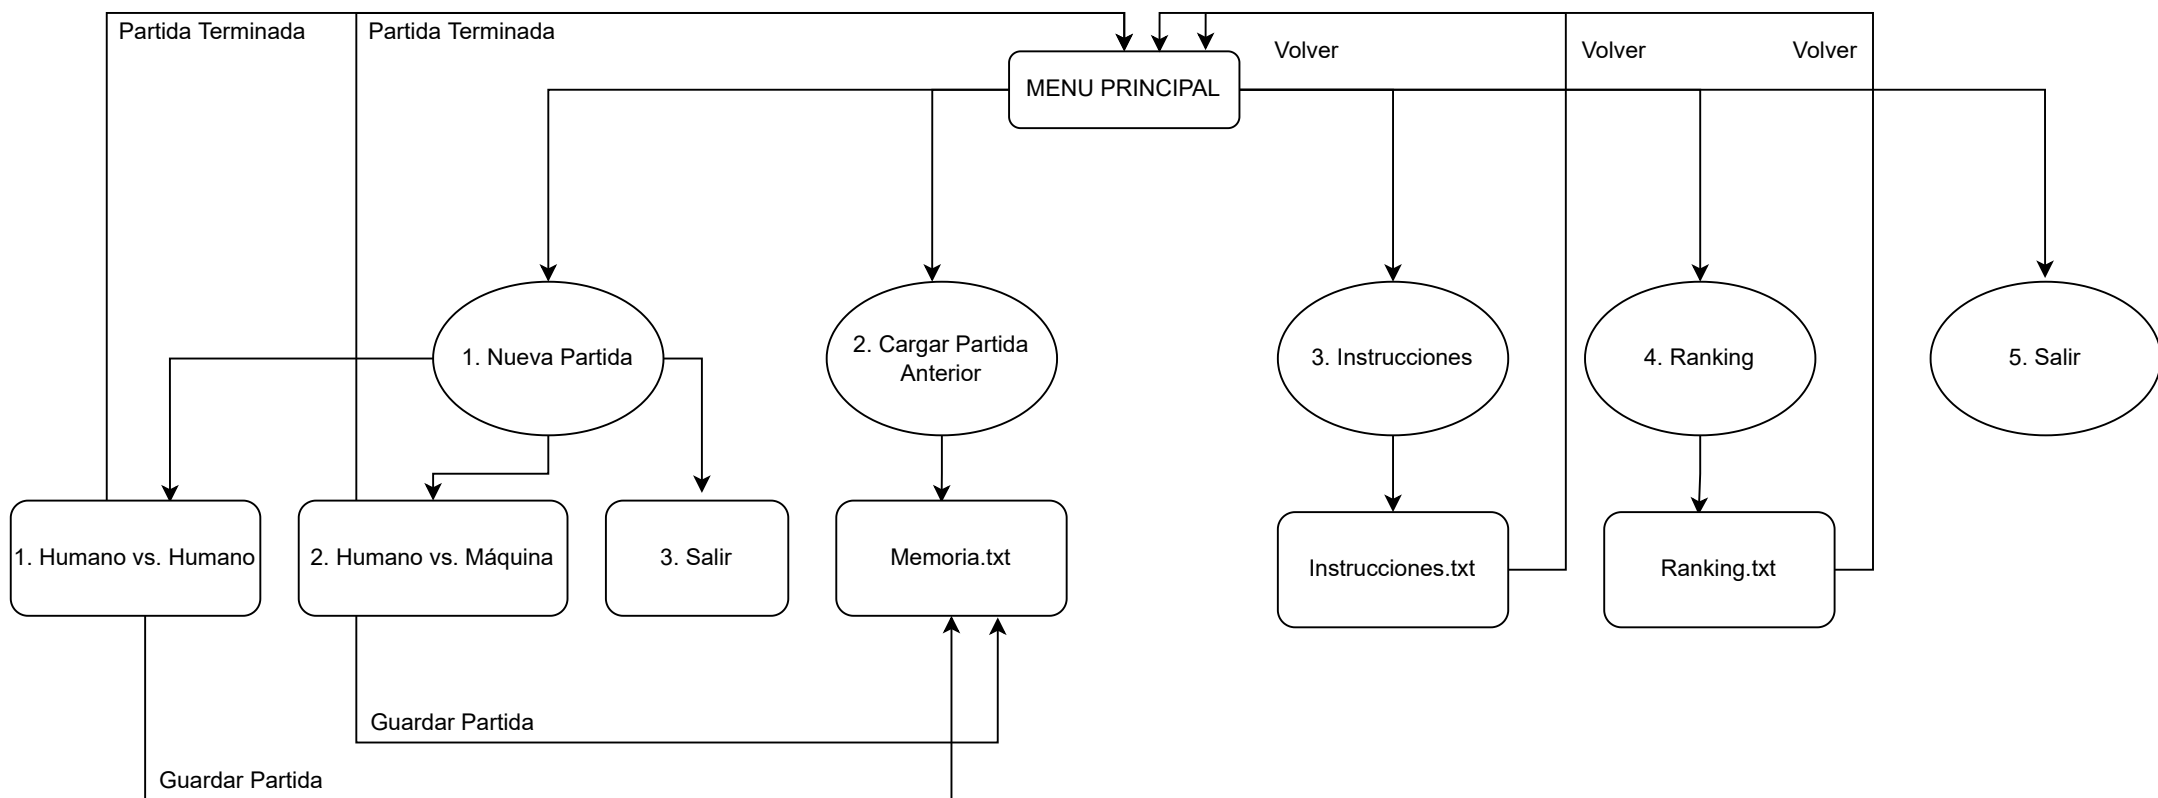 Partida Terminada
Partida Terminada
Volver
Volver
Volver
MENU PRINCIPAL
1. Nueva Partida
2. Cargar Partida
Anterior
3. Instrucciones
4. Ranking
5. Salir
1. Humano vs. Humano
2. Humano vs. Máquina
3. Salir
Memoria.txt
Instrucciones.txt
Ranking.txt
Guardar Partida
Guardar Partida